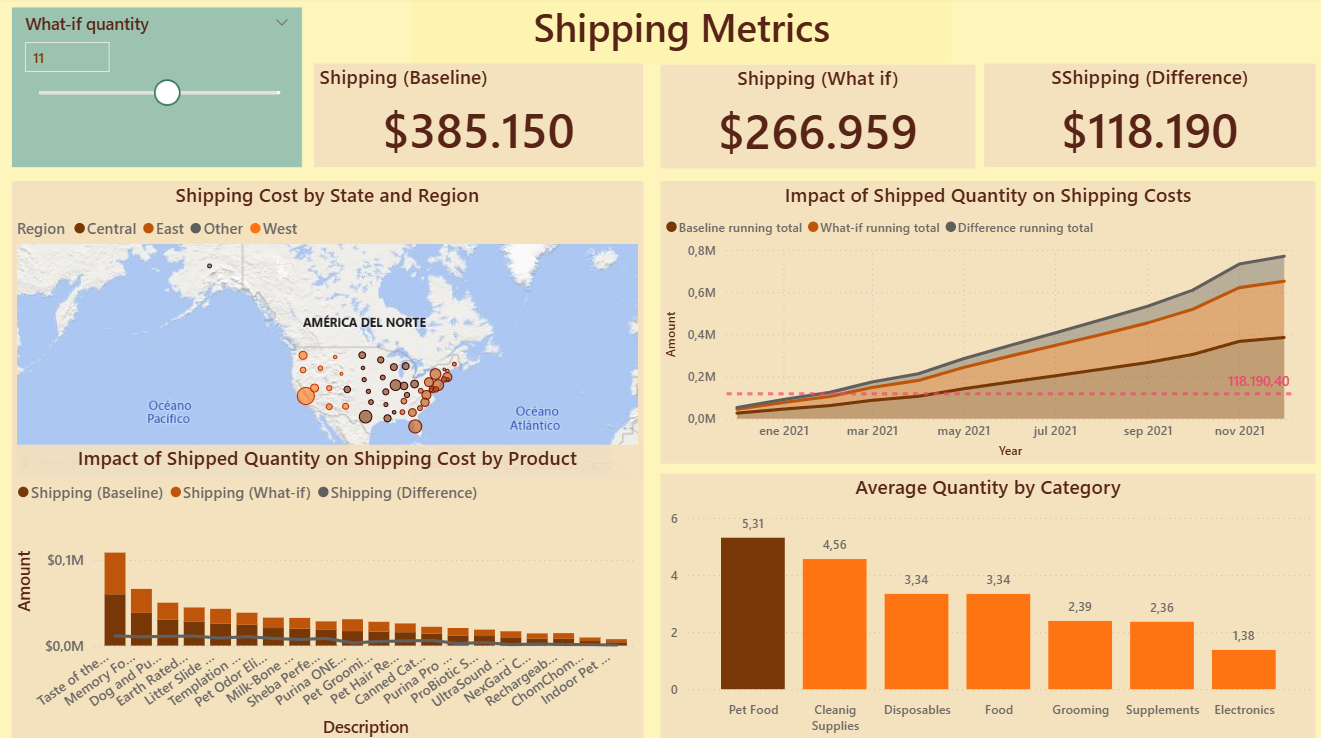 What-if quantity
11
Shipping Metrics
Shipping (Baseline)
$385.150
Shipping (What if)
$266.959
SShipping (Difference)
$118.190
Shipping Cost by State and Region
Region Central East Other West
AMÉRICA DEL NORTE
Océano
Pacífico
Océano
Atlántico
Impact of Shipped Quantity on Shipping Costs
Baseline running total What-if running total Difference running total
Amount
0,8M
0,6M
0,4M
0,2M
0,0M
118.190,40
ene 2021 mar 2021 may 2021 jul 2021 sep 2021 nov 2021
Year
Impact of Shipped Quantity on Shipping Cost by Product
Shipping (Baseline) Shipping (What-if) Shipping (Difference)
Amount
$0,1M
$0,0M
Taste of the...
Memory Fo...
Dog and Pu...
Earth Rated...
Litter Slide ...
Templation ...
Pet Odor Eli...
Milk-Bone ...
Sheba Perfe...
Purina ONE...
Pet Groomi...
Pet Hair Re...
Canned Cat...
Purina Pro ...
Probiotic S...
UltraSound ...
NexGard C...
Rechargeab...
ChomChom...
Indoor Pet ...
Description
Average Quantity by Category
6
4
2
0
5,31
4,56
3,34
3,34
2,39
2,36
1,38
Pet Food
Cleanig
Supplies
Disposables
Food
Grooming
Supplements
Electronics